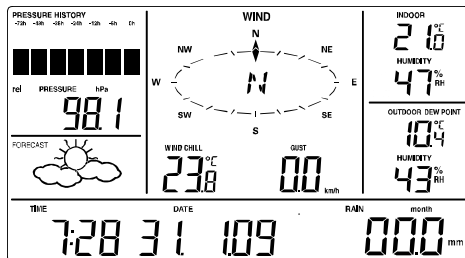 PRESSURE HISTORY
-72h -48h -36h -24h -12h -6h 0h
rel PRESSURE hPa
98.1
FORECAST
WIND
N
NW NE
W N E
SW SE
S
WIND CHILL GUST
23.8 °C 00 km/h
INDOOR
21.0 °C
HUMIDITY
47 % RH
OUTDOOR DEW POINT
10.4 °C
HUMIDITY
43 % RH
TIME DATE RAIN month
7:28 31. 1.09 00.0 mm